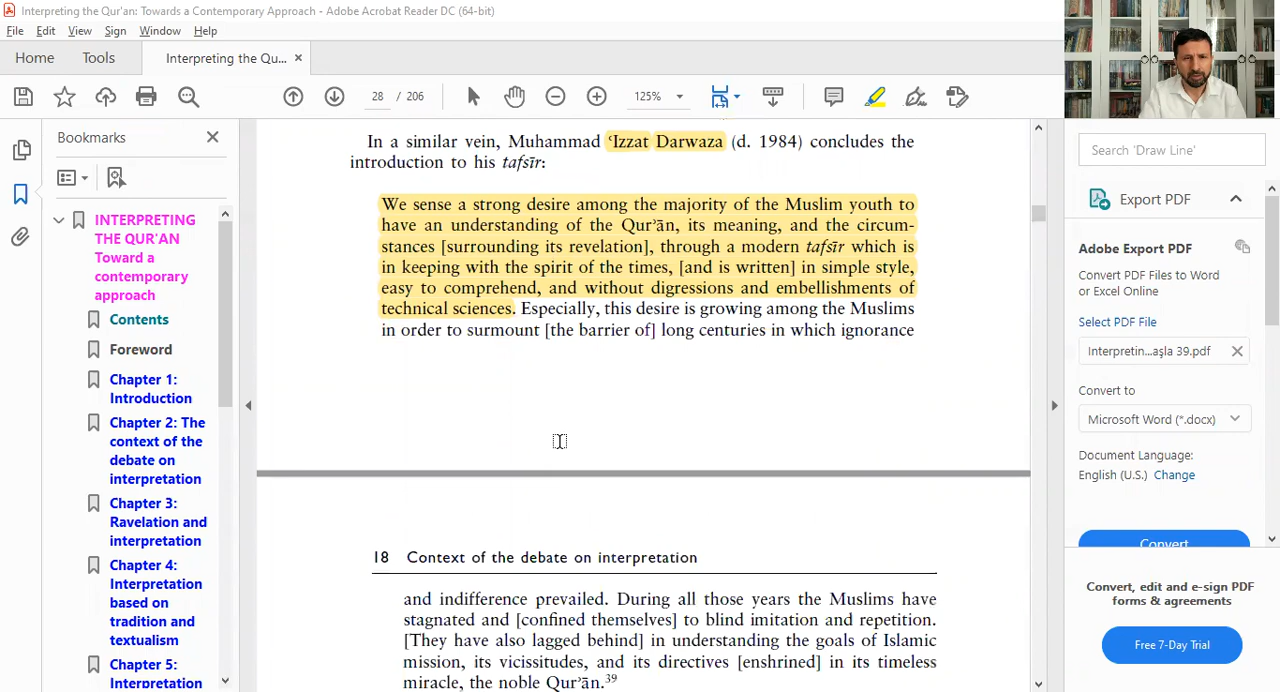 Interpreting the Qur'an: Towards a Contemporary Approach - Adobe Acrobat Reader DC (64-bit)
File Edit View Sign Window Help
Home Tools Interpreting the Qu... ×
28 / 206 125%
Bookmarks
INTERPRETING
THE QUR'AN
Toward a
contemporary
approach
Contents
Foreword
Chapter 1:
Introduction
Chapter 2: The
context of the
debate on
interpretation
Chapter 3:
Ravelation and
interpretation
Chapter 4:
Interpretation
based on
tradition and
textualism
Chapter 5:
Interpretation
In a similar vein, Muhammad ʿIzzat Darwaza (d. 1984) concludes the
introduction to his tafsīr:
We sense a strong desire among the majority of the Muslim youth to
have an understanding of the Qurʾān, its meaning, and the circum-
stances [surrounding its revelation], through a modern tafsīr which is
in keeping with the spirit of the times, [and is written] in simple style,
easy to comprehend, and without digressions and embellishments of
technical sciences. Especially, this desire is growing among the Muslims
in order to surmount [the barrier of] long centuries in which ignorance
18 Context of the debate on interpretation
and indifference prevailed. During all those years the Muslims have
stagnated and [confined themselves] to blind imitation and repetition.
[They have also lagged behind] in understanding the goals of Islamic
mission, its vicissitudes, and its directives [enshrined] in its timeless
miracle, the noble Qurʾān.³⁹
Search 'Draw Line'
Export PDF
Adobe Export PDF
Convert PDF Files to Word
or Excel Online
Select PDF File
Interpretin...aşla 39.pdf
Convert to
Microsoft Word (*.docx)
Document Language:
English (U.S.) Change
Convert
Convert, edit and e-sign PDF
forms & agreements
Free 7-Day Trial